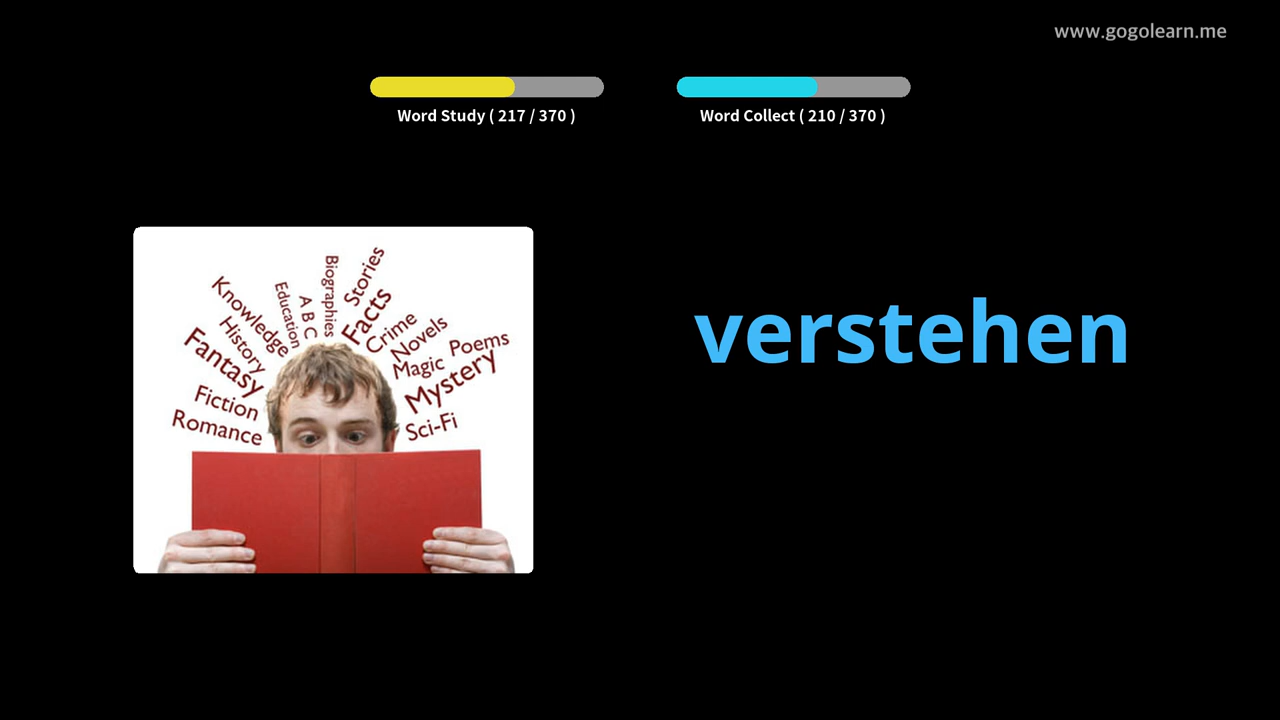 www.gogolearn.me
Word Study ( 217 / 370 )
Word Collect ( 210 / 370 )
Biographies
Stories
Education
A B C
Facts
Knowledge
Crime
History
Novels
Fantasy
Magic
Poems
Mystery
Fiction
Romance
Sci-Fi
verstehen